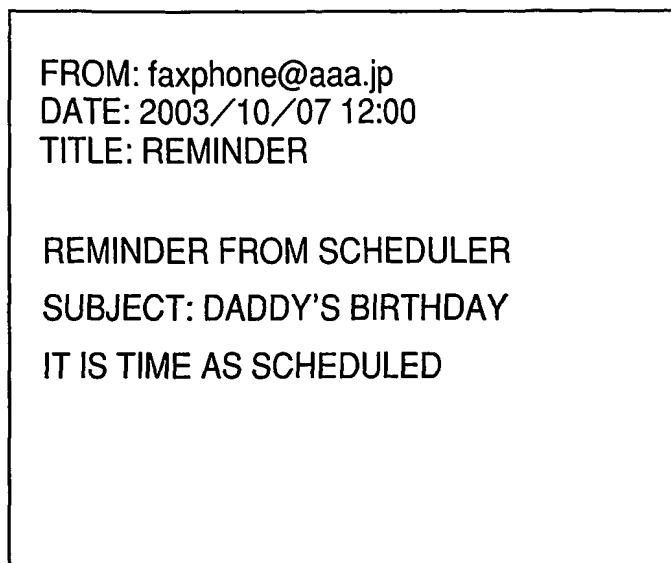 FROM: faxphone@aaa.jp
DATE: 2003/10/07 12:00
TITLE: REMINDER
REMINDER FROM SCHEDULER
SUBJECT: DADDY'S BIRTHDAY
IT IS TIME AS SCHEDULED